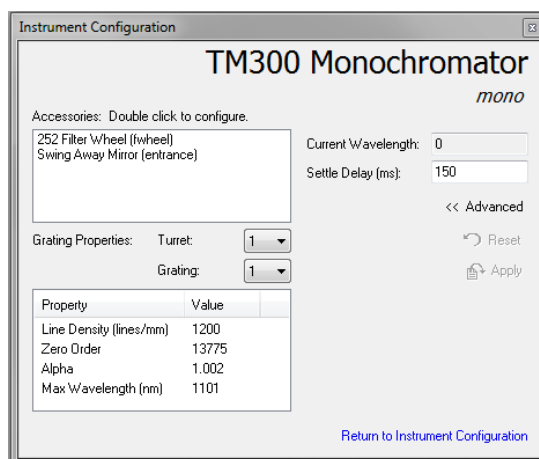 Instrument Configuration
TM300 Monochromator
mono
Accessories: Double click to configure.
252 Filter Wheel (fwheel)
Swing Away Mirror (entrance)
Current Wavelength: 0
Settle Delay (ms): 150
<< Advanced
Grating Properties: Turret: 1
Reset
Grating: 1
Apply
Property Value
Line Density (lines/mm) 1200
Zero Order 13775
Alpha 1.002
Max Wavelength (nm) 1101
Return to Instrument Configuration